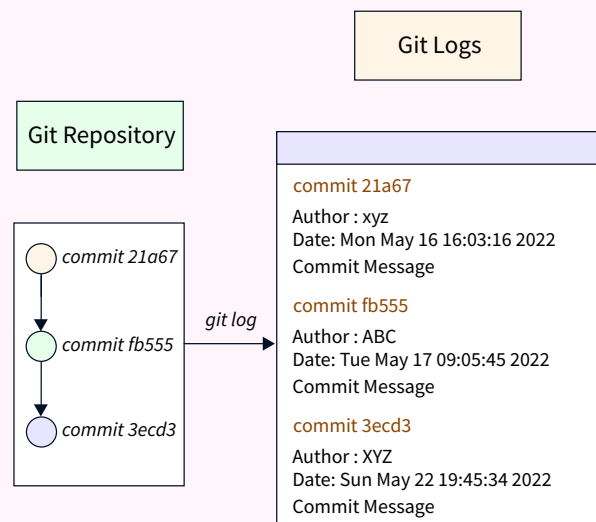 Git Logs
Git Repository
commit 21a67
commit fb555
commit 3ecd3
git log
commit 21a67
Author : xyz
Date: Mon May 16 16:03:16 2022
Commit Message
commit fb555
Author : ABC
Date: Tue May 17 09:05:45 2022
Commit Message
commit 3ecd3
Author : XYZ
Date: Sun May 22 19:45:34 2022
Commit Message